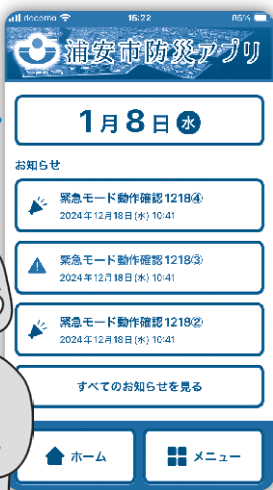 docomo 15:22 86%
浦安市防災アプリ
1月8日 水
お知らせ
緊急モード動作確認1218④
2024年12月18日(水) 10:41
緊急モード動作確認1218③
2024年12月18日(水) 10:41
緊急モード動作確認1218②
2024年12月18日(水) 10:41
すべてのお知らせを見る
ホーム メニュー